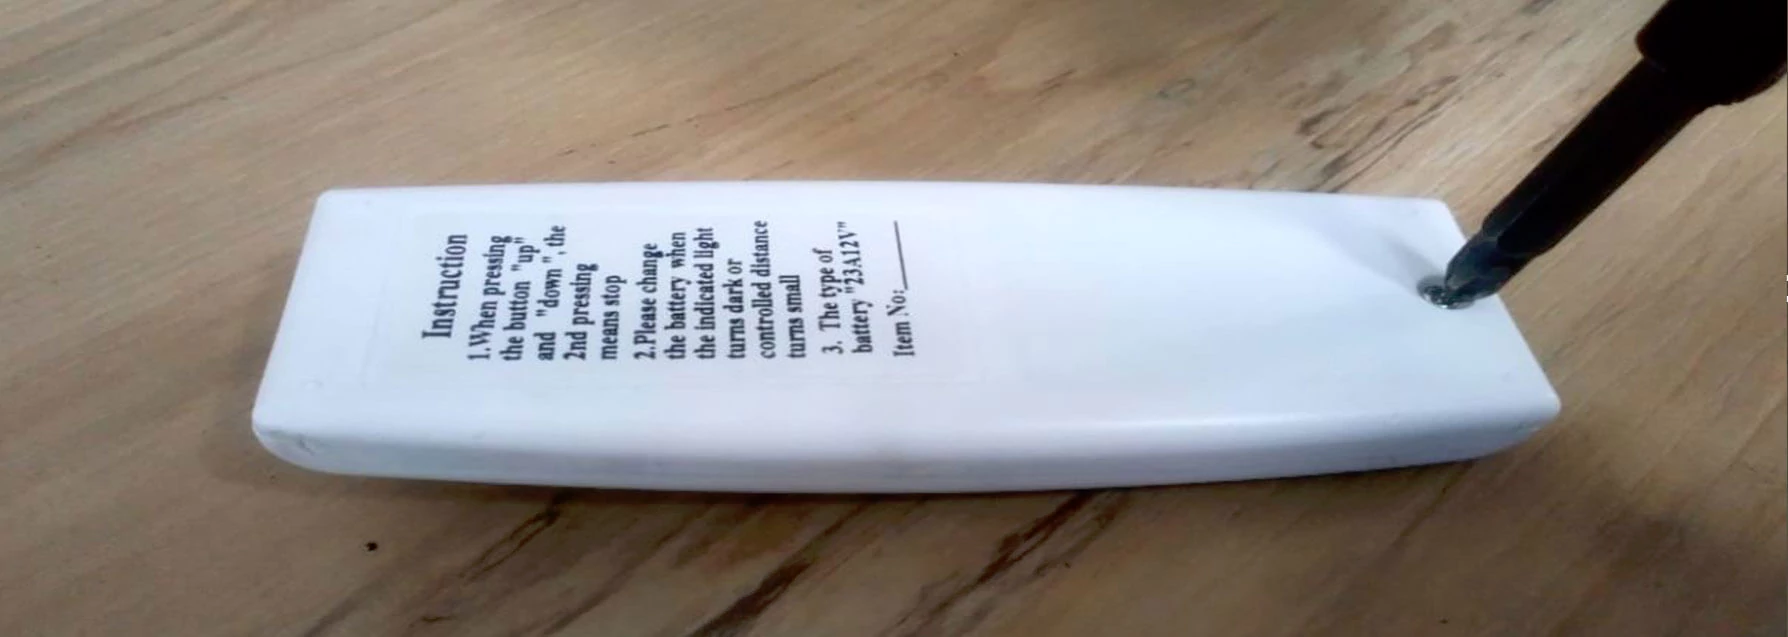 Instruction
1.When pressing
the button "up"
and "down", the
2nd pressing
means stop
2.Please change
the battery when
the indicated light
turns dark or
controlled distance
turns small
3. The type of
battery "23A12V"
Item No:______